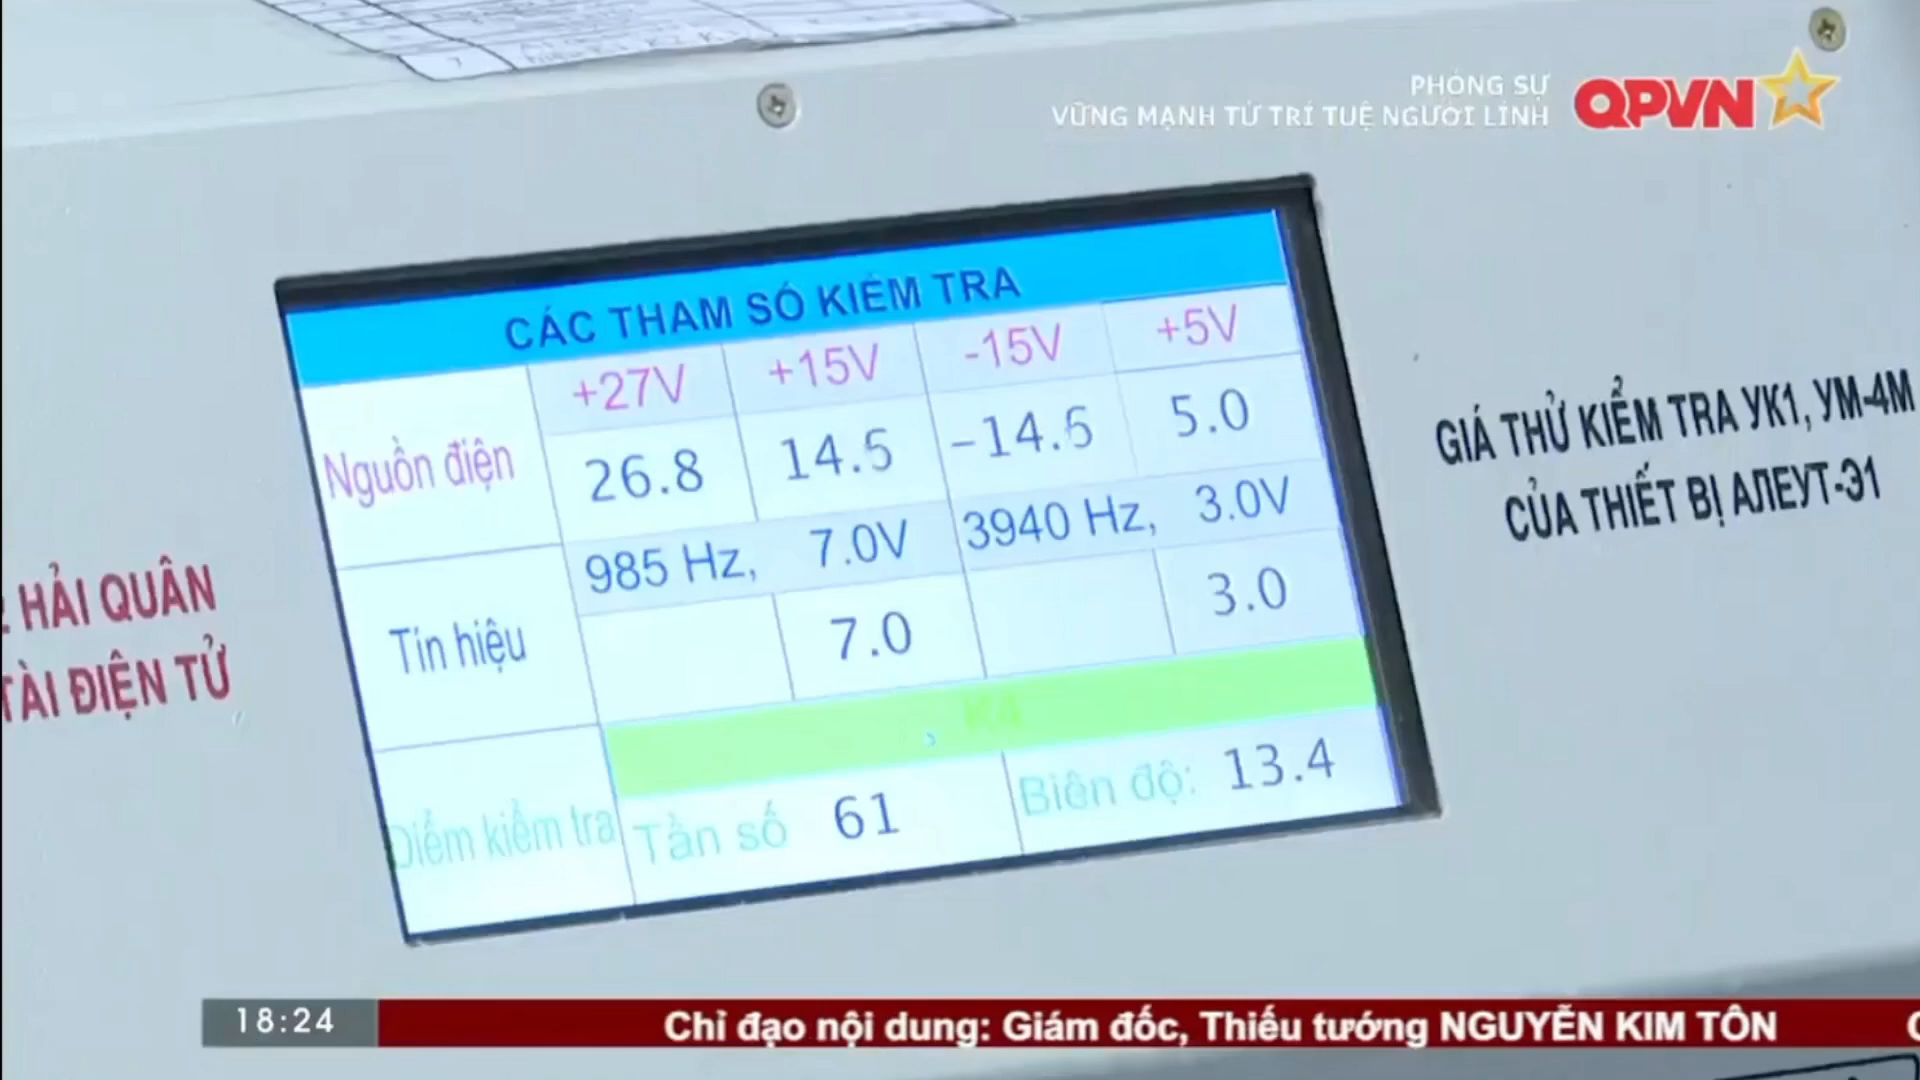 PHÓNG SỰ
VỮNG MẠNH TỪ TRÍ TUỆ NGƯỜI LÍNH
QPVN
CÁC THAM SỐ KIỂM TRA
+27V +15V -15V +5V
Nguồn điện 26.8 14.5 -14.5 5.0
985 Hz, 7.0V 3940 Hz, 3.0V
Tín hiệu 7.0 3.0
K4
Điểm kiểm tra Tần số 61 Biên độ: 13.4
GIÁ THỬ KIỂM TRA УК1, УМ-4М
CỦA THIẾT BỊ АЛЕУТ-Э1
HẢI QUÂN
TÀI ĐIỆN TỬ
18:24 Chỉ đạo nội dung: Giám đốc, Thiếu tướng NGUYỄN KIM TÔN